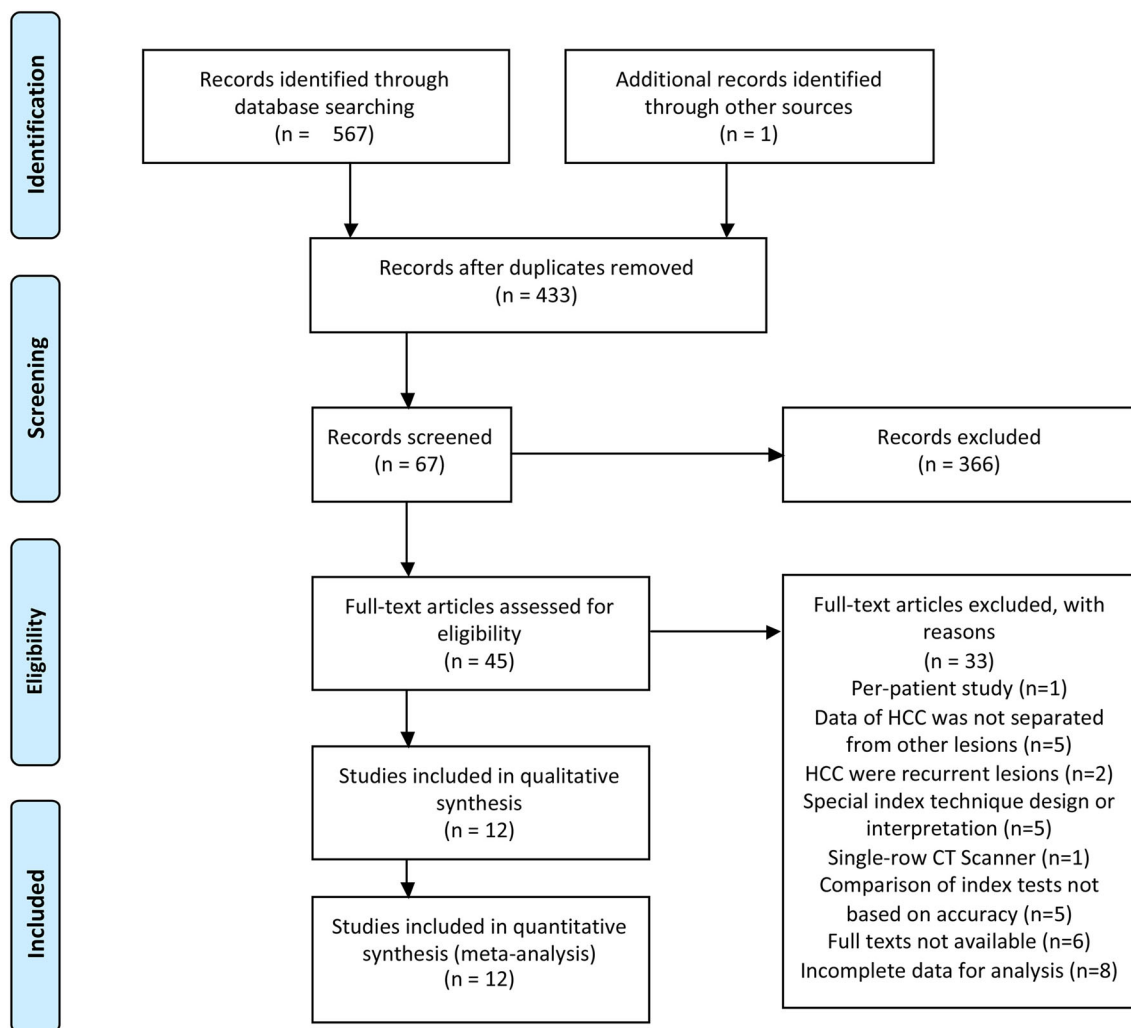 Identification
Records identified through
database searching
(n = 567)
Additional records identified
through other sources
(n = 1)
Records after duplicates removed
(n = 433)
Screening
Records screened
(n = 67)
Records excluded
(n = 366)
Eligibility
Full-text articles assessed for
eligibility
(n = 45)
Full-text articles excluded, with
reasons
(n = 33)
Per-patient study (n=1)
Data of HCC was not separated
from other lesions (n=5)
HCC were recurrent lesions (n=2)
Special index technique design or
interpretation (n=5)
Single-row CT Scanner (n=1)
Comparison of index tests not
based on accuracy (n=5)
Full texts not available (n=6)
Incomplete data for analysis (n=8)
Studies included in qualitative
synthesis
(n = 12)
Included
Studies included in quantitative
synthesis (meta-analysis)
(n = 12)